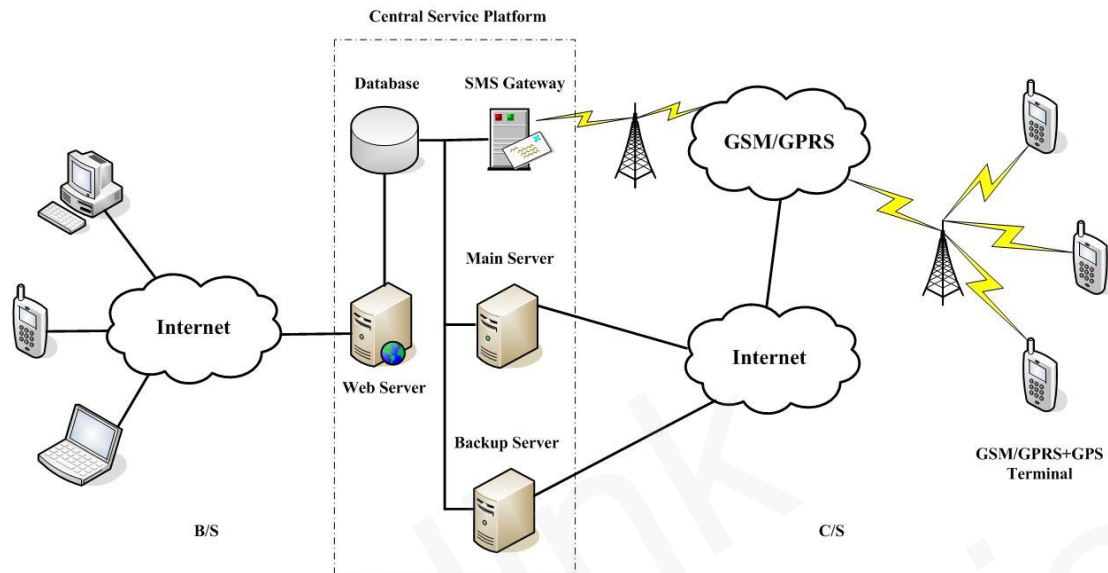 Central Service Platform
Database
SMS Gateway
GSM/GPRS
Main Server
Internet
Internet
Web Server
Backup Server
GSM/GPRS+GPS
Terminal
B/S
C/S